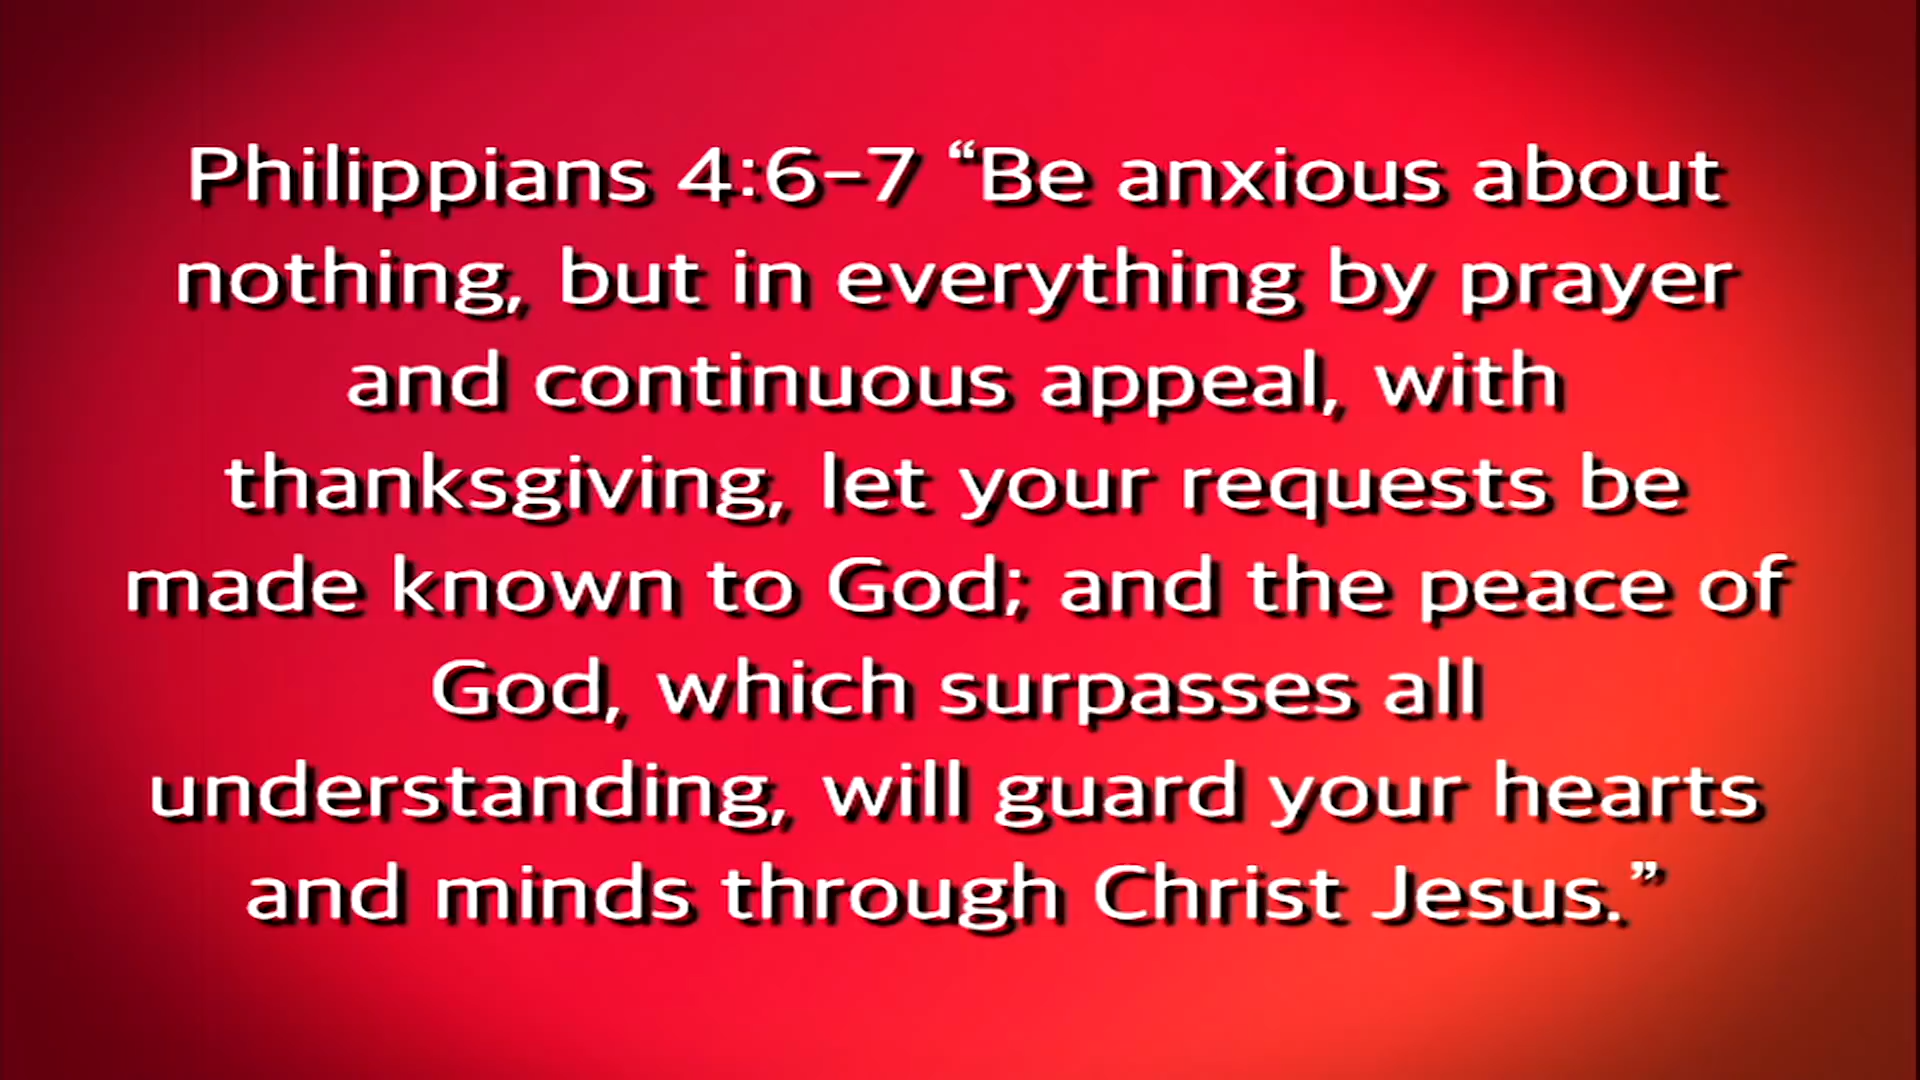 Philippians 4:6–7 “Be anxious about
nothing, but in everything by prayer
and continuous appeal, with
thanksgiving, let your requests be
made known to God; and the peace of
God, which surpasses all
understanding, will guard your hearts
and minds through Christ Jesus.”